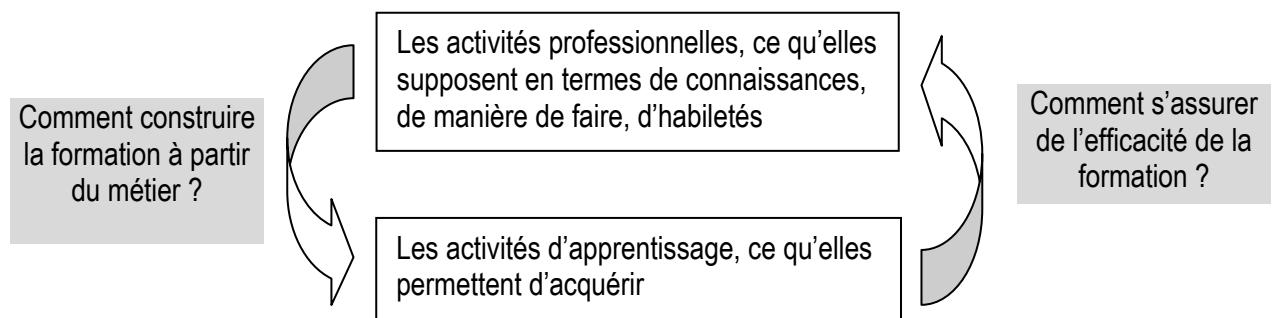 Les activités professionnelles, ce qu’elles
supposent en termes de connaissances,
de manière de faire, d’habiletés
Comment construire
la formation à partir
du métier ?
Comment s’assurer
de l’efficacité de la
formation ?
Les activités d’apprentissage, ce qu’elles
permettent d’acquérir